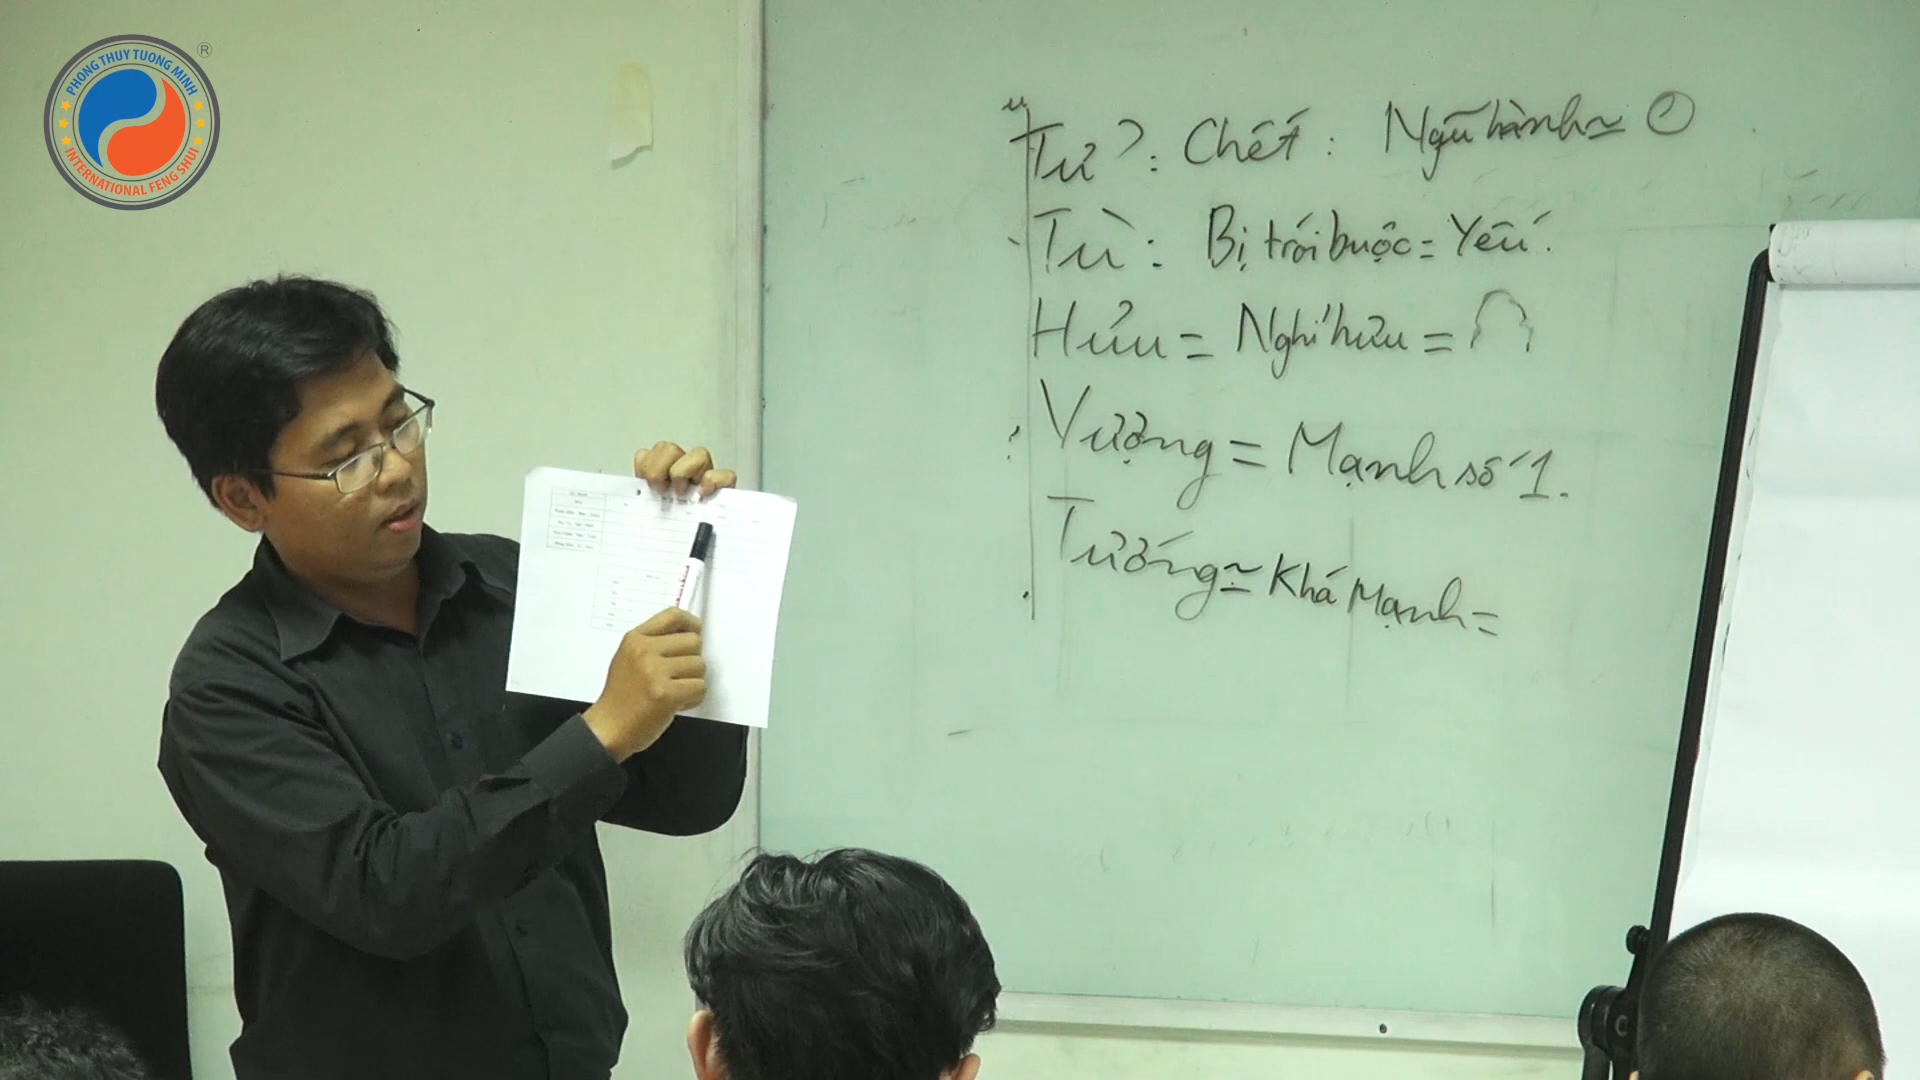 PHONG THUY TUONG MINH ®
INTERNATIONAL FENG SHUI
Tử : Chết : Ngũ hành ~ 0
Tù : Bị trói buộc = Yếu.
Hưu = Nghỉ hưu =
Vượng = Mạnh số 1.
Tướng ≃ Khá Mạnh =